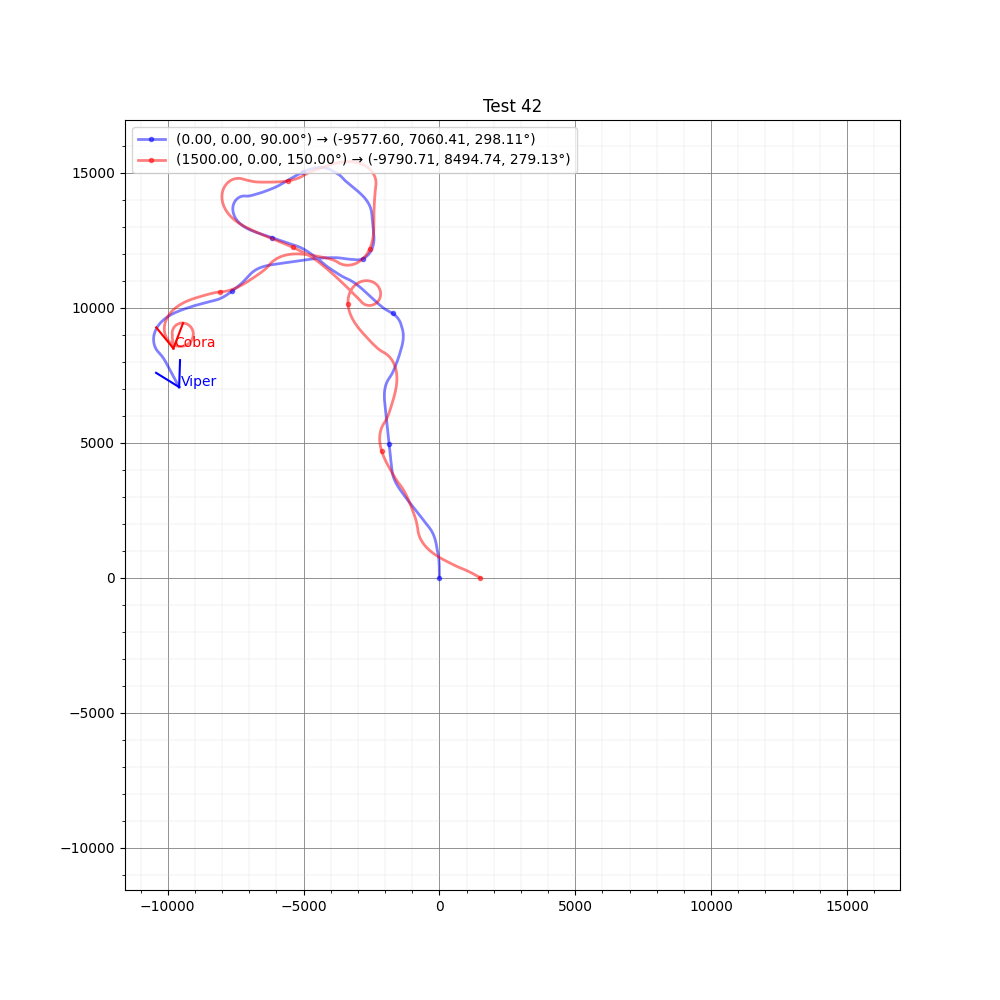 Test 42
(0.00, 0.00, 90.00°) → (-9577.60, 7060.41, 298.11°)
(1500.00, 0.00, 150.00°) → (-9790.71, 8494.74, 279.13°)
15000
10000
Cobra
Viper
5000
0
−5000
−10000
−10000 −5000 0 5000 10000 15000